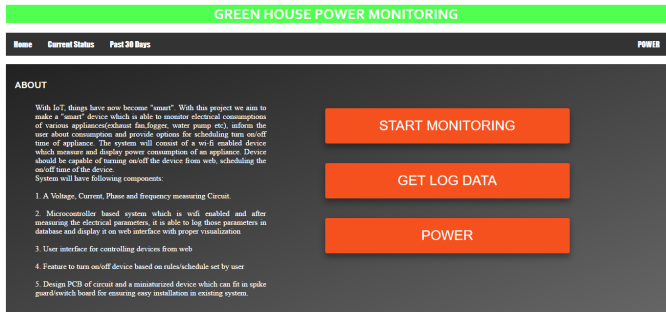 GREEN HOUSE POWER MONITORING
Home Current Status Past 30 Days POWER
ABOUT
With IoT, things have now become "smart". With this project we aim to
make a "smart" device which is able to monitor electrical consumptions
of various appliances(exhaust fan,fogger, water pump etc), inform the
user about consumption and provide options for scheduling turn on/off
time of appliance. The system will consist of a wi-fi enabled device
which measure and display power consumption of an appliance. Device
should be capable of turning on/off the device from web, scheduling the
on/off time of the device.
System will have following components:
1. A Voltage, Current, Phase and frequency measuring Circuit.
2. Microcontroller based system which is wifi enabled and after
measuring the electrical parameters, it is able to log those parameters in
database and display it on web interface with proper visualization
3. User interface for controlling devices from web
4. Feature to turn on/off device based on rules/schedule set by user
5. Design PCB of circuit and a miniaturized device which can fit in spike
guard/switch board for ensuring easy installation in existing system.
START MONITORING
GET LOG DATA
POWER